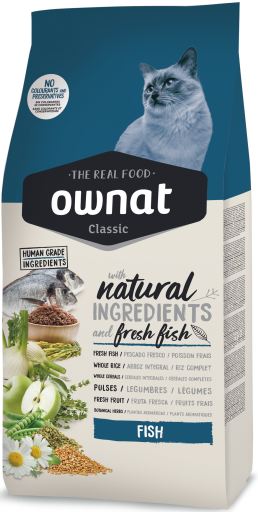 NO
COLOURANTS AND
PRESERVATIVES
THE REAL FOOD
ownat
Classic
HUMAN GRADE
INGREDIENTS
with
natural
INGREDIENTS
and fresh fish
FRESH FISH / PESCADO FRESCO / POISSON FRAIS
WHOLE RICE / ARROZ INTEGRAL / RIZ COMPLET
WHOLE CEREALS / CEREALES INTEGRALES / CÉRÉALES COMPLÈTES
PULSES / LEGUMBRES / LÉGUMES
FRESH FRUIT / FRUTA FRESCA / FRUITS FRAIS
BOTANICAL HERBS / PLANTAS AROMÁTICAS / PLANTES AROMATIQUES
FISH